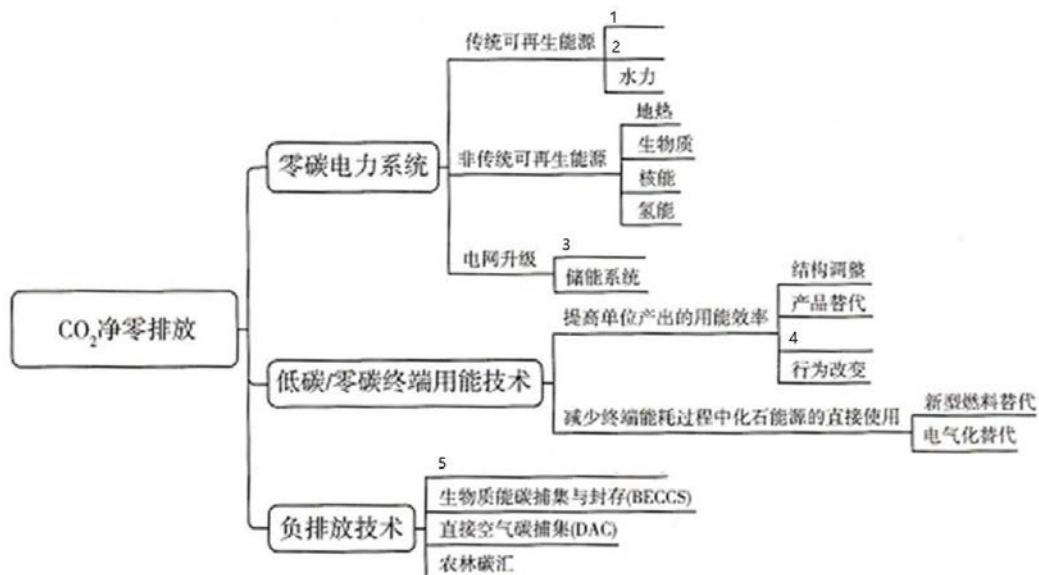 1
传统可再生能源
2
水力
地热
生物质
零碳电力系统
非传统可再生能源
核能
氢能
3
电网升级
储能系统
结构调整
提高单位产出的用能效率
产品替代
CO₂净零排放
4
低碳/零碳终端用能技术
行为改变
新型燃料替代
减少终端能耗过程中化石能源的直接使用
电气化替代
5
生物质能碳捕集与封存(BECCS)
负排放技术
直接空气碳捕集(DAC)
农林碳汇